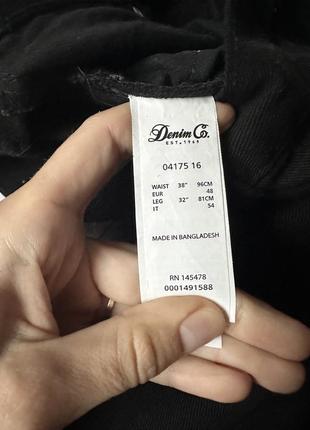 Denim Co.
EST. 1969
04175 16
WAIST 38" 96CM
EUR 48
LEG 32" 81CM
IT 54
MADE IN BANGLADESH
RN 145478
0001491588